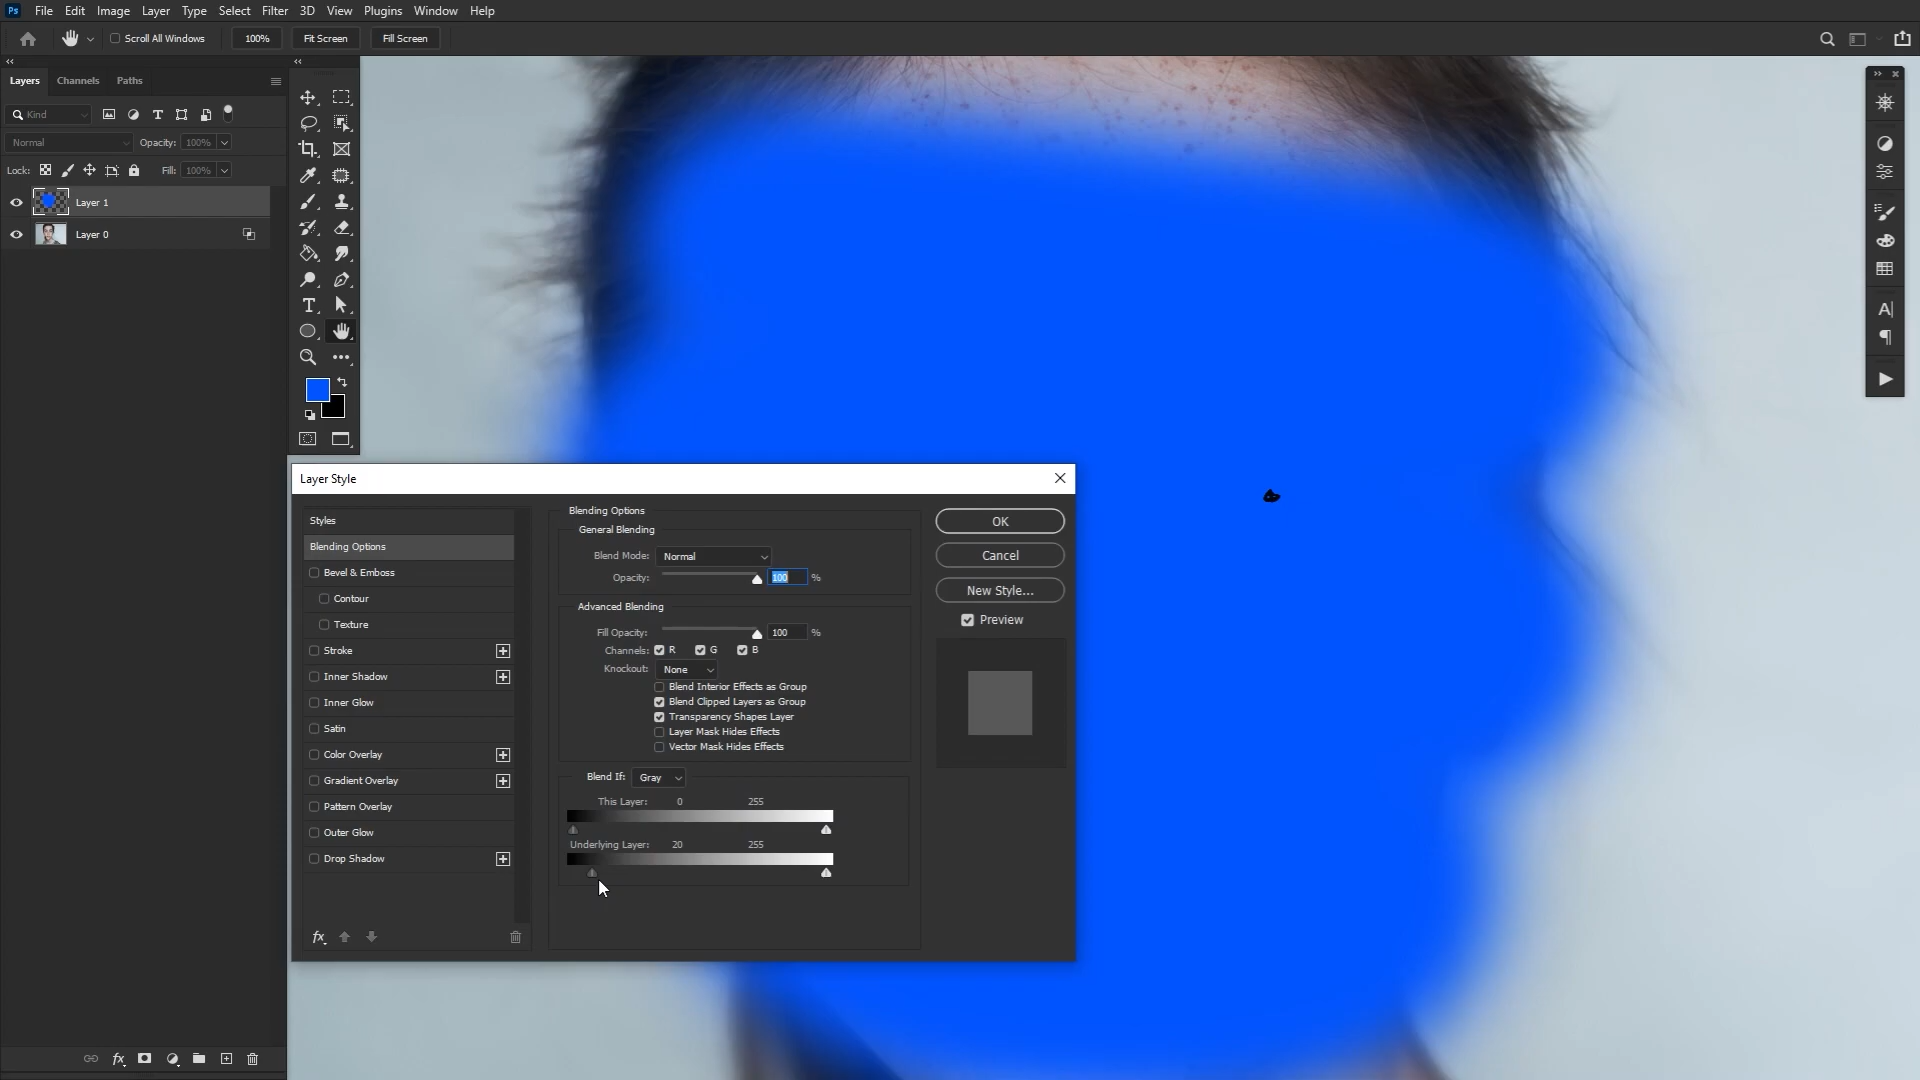 Ps File Edit Image Layer Type Select Filter 3D View Plugins Window Help
Scroll All Windows 100% Fit Screen Fill Screen
Layers Channels Paths
Kind
Normal Opacity: 100%
Lock: Fill: 100%
Layer 1
Layer 0
Layer Style
Styles
Blending Options
Bevel & Emboss
Contour
Texture
Stroke
Inner Shadow
Inner Glow
Satin
Color Overlay
Gradient Overlay
Pattern Overlay
Outer Glow
Drop Shadow
fx
Blending Options
General Blending
Blend Mode: Normal
Opacity: 100 %
Advanced Blending
Fill Opacity: 100 %
Channels: R G B
Knockout: None
Blend Interior Effects as Group
Blend Clipped Layers as Group
Transparency Shapes Layer
Layer Mask Hides Effects
Vector Mask Hides Effects
Blend If: Gray
This Layer: 0 255
Underlying Layer: 20 255
OK
Cancel
New Style...
Preview
fx